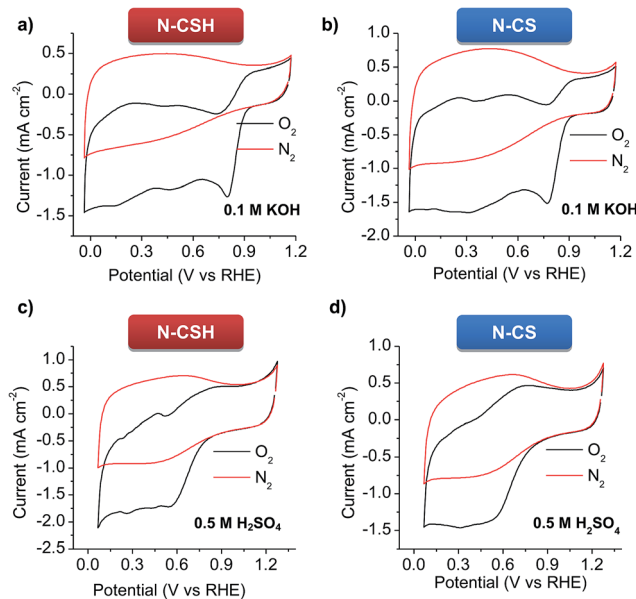 a)
N-CSH
Current (mA cm-2)
0.5
0.0
-0.5
-1.0
-1.5
O2
N2
0.1 M KOH
0.0 0.3 0.6 0.9 1.2
Potential (V vs RHE)
b)
N-CS
Current (mA cm-2)
1.0
0.5
0.0
-0.5
-1.0
-1.5
-2.0
O2
N2
0.1 M KOH
0.0 0.3 0.6 0.9 1.2
Potential (V vs RHE)
c)
N-CSH
Current (mA cm-2)
1.0
0.5
0.0
-0.5
-1.0
-1.5
-2.0
-2.5
O2
N2
0.5 M H2SO4
0.0 0.3 0.6 0.9 1.2
Potential (V vs RHE)
d)
N-CS
Current (mA cm-2)
1.0
0.5
0.0
-0.5
-1.0
-1.5
O2
N2
0.5 M H2SO4
0.0 0.3 0.6 0.9 1.2
Potential (V vs RHE)